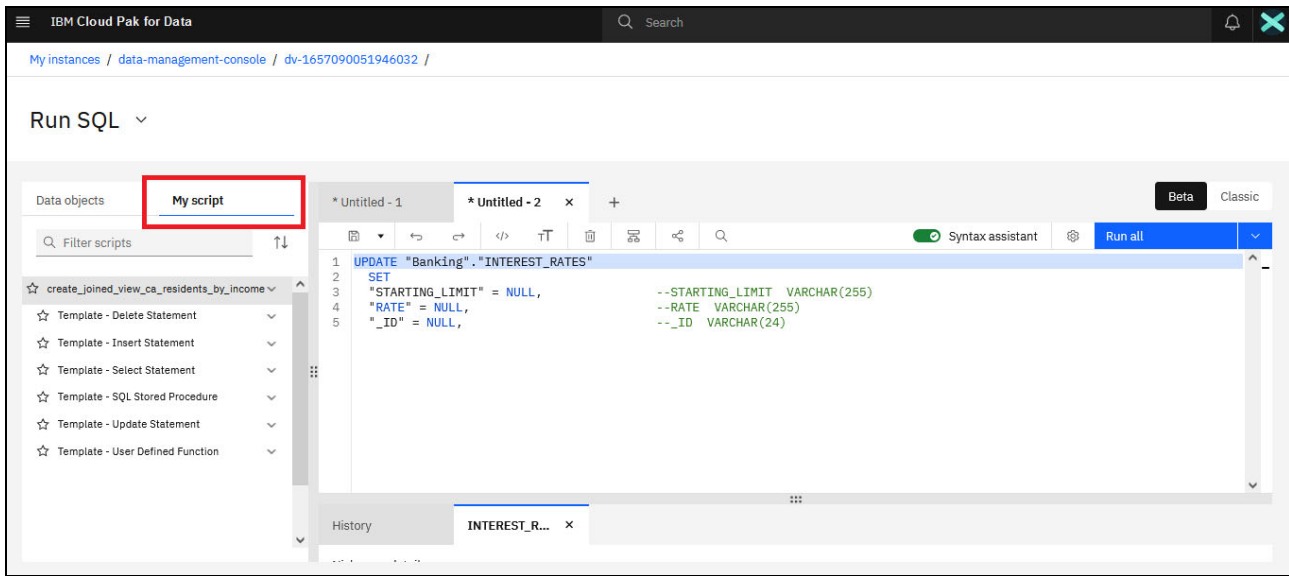 IBM Cloud Pak for Data
Search
My instances / data-management-console / dv-1657090051946032 /
Run SQL
Data objects
My script
Filter scripts
create_joined_view_ca_residents_by_income
Template - Delete Statement
Template - Insert Statement
Template - Select Statement
Template - SQL Stored Procedure
Template - Update Statement
Template - User Defined Function
* Untitled - 1
* Untitled - 2 ×
+
Beta
Classic
Syntax assistant
Run all
1 UPDATE "Banking"."INTEREST_RATES"
2 SET
3 "STARTING_LIMIT" = NULL, --STARTING_LIMIT VARCHAR(255)
4 "RATE" = NULL, --RATE VARCHAR(255)
5 "_ID" = NULL, --_ID VARCHAR(24)
History
INTEREST_R... ×